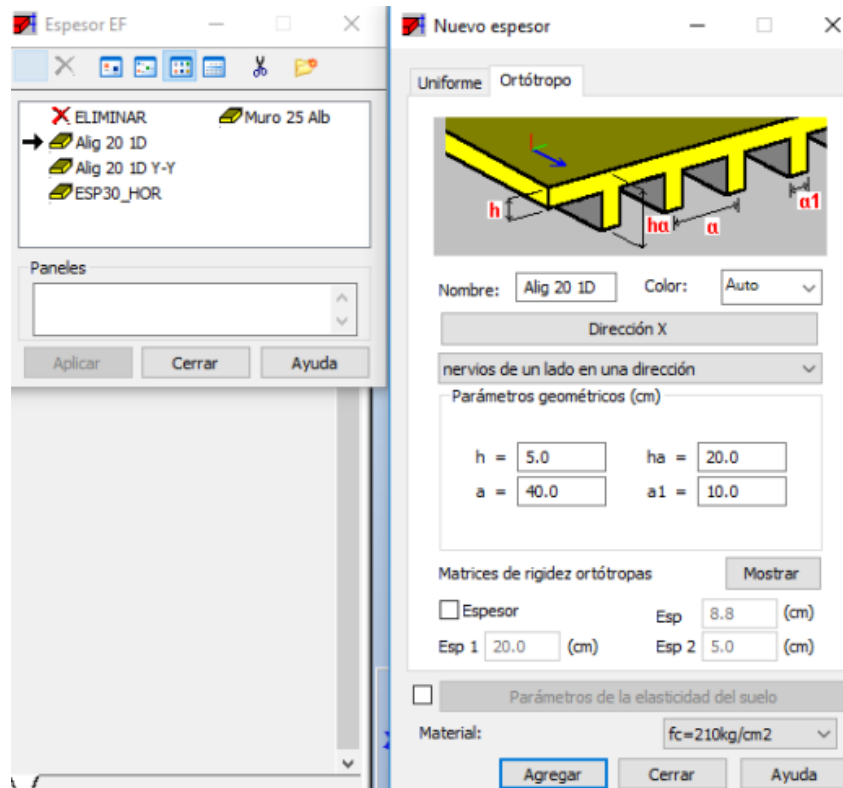 Espesor EF
ELIMINAR
Muro 25 Alb
Alig 20 1D
Alig 20 1D Y-Y
ESP30_HOR
Paneles
Aplicar
Cerrar
Ayuda
Nuevo espesor
Uniforme
Ortótropo
h
hα
α
α1
Nombre: Alig 20 1D Color: Auto
Dirección X
nervios de un lado en una dirección
Parámetros geométricos (cm)
h = 5.0 ha = 20.0
a = 40.0 a1 = 10.0
Matrices de rigidez ortótropas Mostrar
Espesor Esp 8.8 (cm)
Esp 1 20.0 (cm) Esp 2 5.0 (cm)
Parámetros de la elasticidad del suelo
Material: fc=210kg/cm2
Agregar Cerrar Ayuda